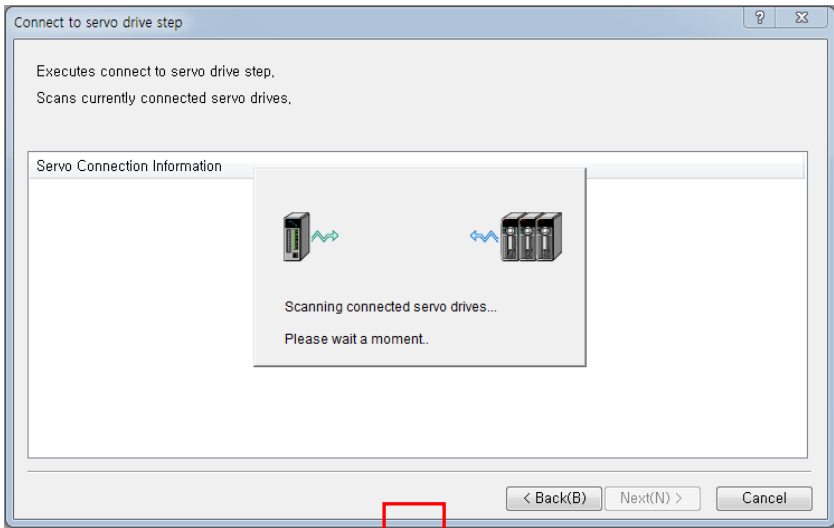 Connect to servo drive step
Executes connect to servo drive step,
Scans currently connected servo drives,
Servo Connection Information
Scanning connected servo drives...
Please wait a moment..
< Back(B)
Next(N) >
Cancel